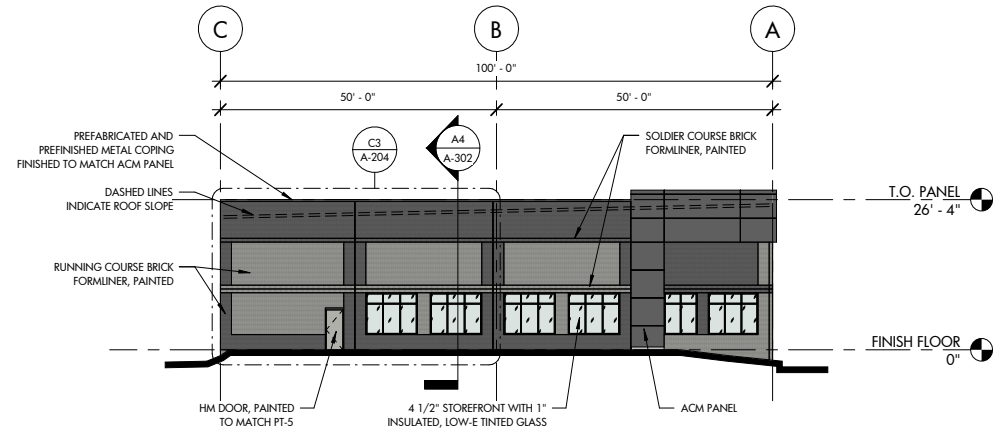 C
B
A
100' - 0"
50' - 0"
50' - 0"
PREFABRICATED AND
PREFINISHED METAL COPING
FINISHED TO MATCH ACM PANEL
C3
A-204
A4
A-302
SOLDIER COURSE BRICK
FORMLINER, PAINTED
DASHED LINES
INDICATE ROOF SLOPE
T.O. PANEL
26' - 4"
RUNNING COURSE BRICK
FORMLINER, PAINTED
FINISH FLOOR
0"
HM DOOR, PAINTED
TO MATCH PT-5
4 1/2" STOREFRONT WITH 1"
INSULATED, LOW-E TINTED GLASS
ACM PANEL